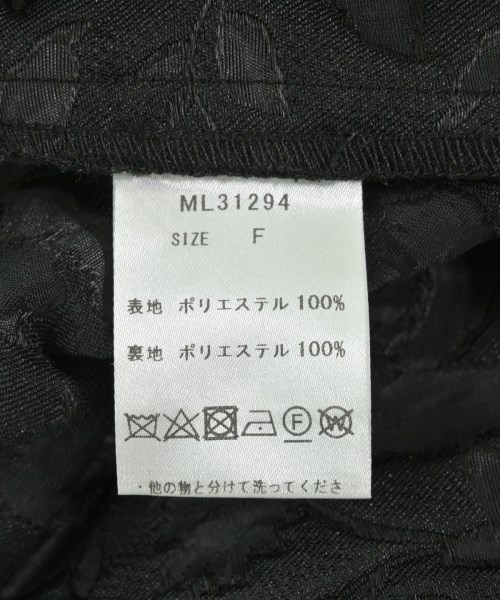 ML31294
SIZE F
表地 ポリエステル 100%
裏地 ポリエステル 100%
F W
・他の物と分けて洗ってくださ